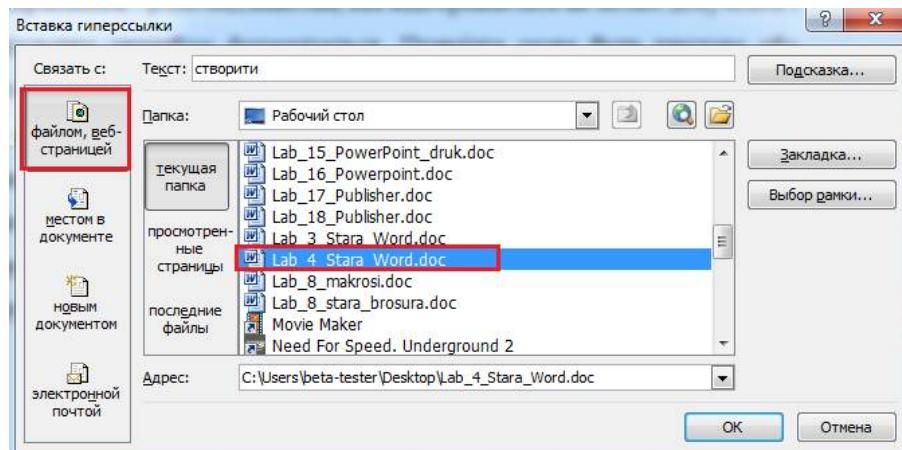 Вставка гиперссылки
Связать с:
Текст: створити
Подсказка...
файлом, веб-
страницей
Папка:
Рабочий стол
текущая
папка
Lab_15_PowerPoint_druk.doc
Lab_16_Powerpoint.doc
Lab_17_Publisher.doc
Lab_18_Publisher.doc
Lab_3_Stara_Word.doc
Lab_4_Stara_Word.doc
Lab_8_makrosi.doc
Lab_8_stara_brosura.doc
Movie Maker
Need For Speed. Underground 2
Закладка...
Выбор рамки...
местом в
документе
просмотрен-
ные
страницы
новым
документом
последние
файлы
электронной
почтой
Адрес:
C:\Users\beta-tester\Desktop\Lab_4_Stara_Word.doc
OK
Отмена